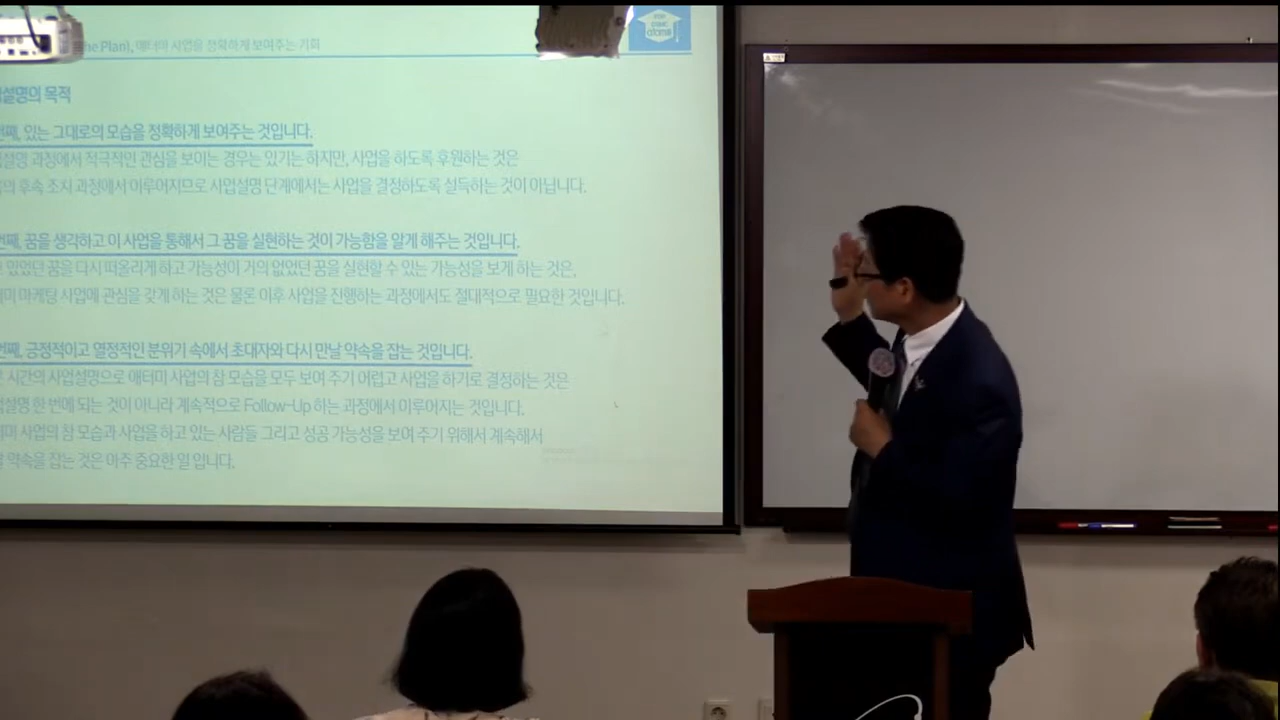 he Plan), 애터미 사업을 정확하게 보여주는 기회
설명의 목적
번째, 있는 그대로의 모습을 정확하게 보여주는 것입니다.
설명 과정에서 적극적인 관심을 보이는 경우는 있기는 하지만, 사업을 하도록 후원하는 것은
의 후속 조치 과정에서 이루어지므로 사업설명 단계에서는 사업을 결정하도록 설득하는 것이 아닙니다.
번째, 꿈을 생각하고 이 사업을 통해서 그 꿈을 실현하는 것이 가능함을 알게 해주는 것입니다.
있었던 꿈을 다시 떠올리게 하고 가능성이 거의 없었던 꿈을 실현할 수 있는 가능성을 보게 하는 것은,
터미 마케팅 사업에 관심을 갖게 하는 것은 물론 이후 사업을 진행하는 과정에서도 절대적으로 필요한 것입니다.
번째, 긍정적이고 열정적인 분위기 속에서 초대자와 다시 만날 약속을 잡는 것입니다.
시간의 사업설명으로 애터미 사업의 참 모습을 모두 보여 주기 어렵고 사업을 하기로 결정하는 것은
설명 한 번에 되는 것이 아니라 계속적으로 Follow-Up 하는 과정에서 이루어지는 것입니다.
터미 사업의 참 모습과 사업을 하고 있는 사람들 그리고 성공 가능성을 보여 주기 위해서 계속해서
약속을 잡는 것은 아주 중요한 일 입니다.